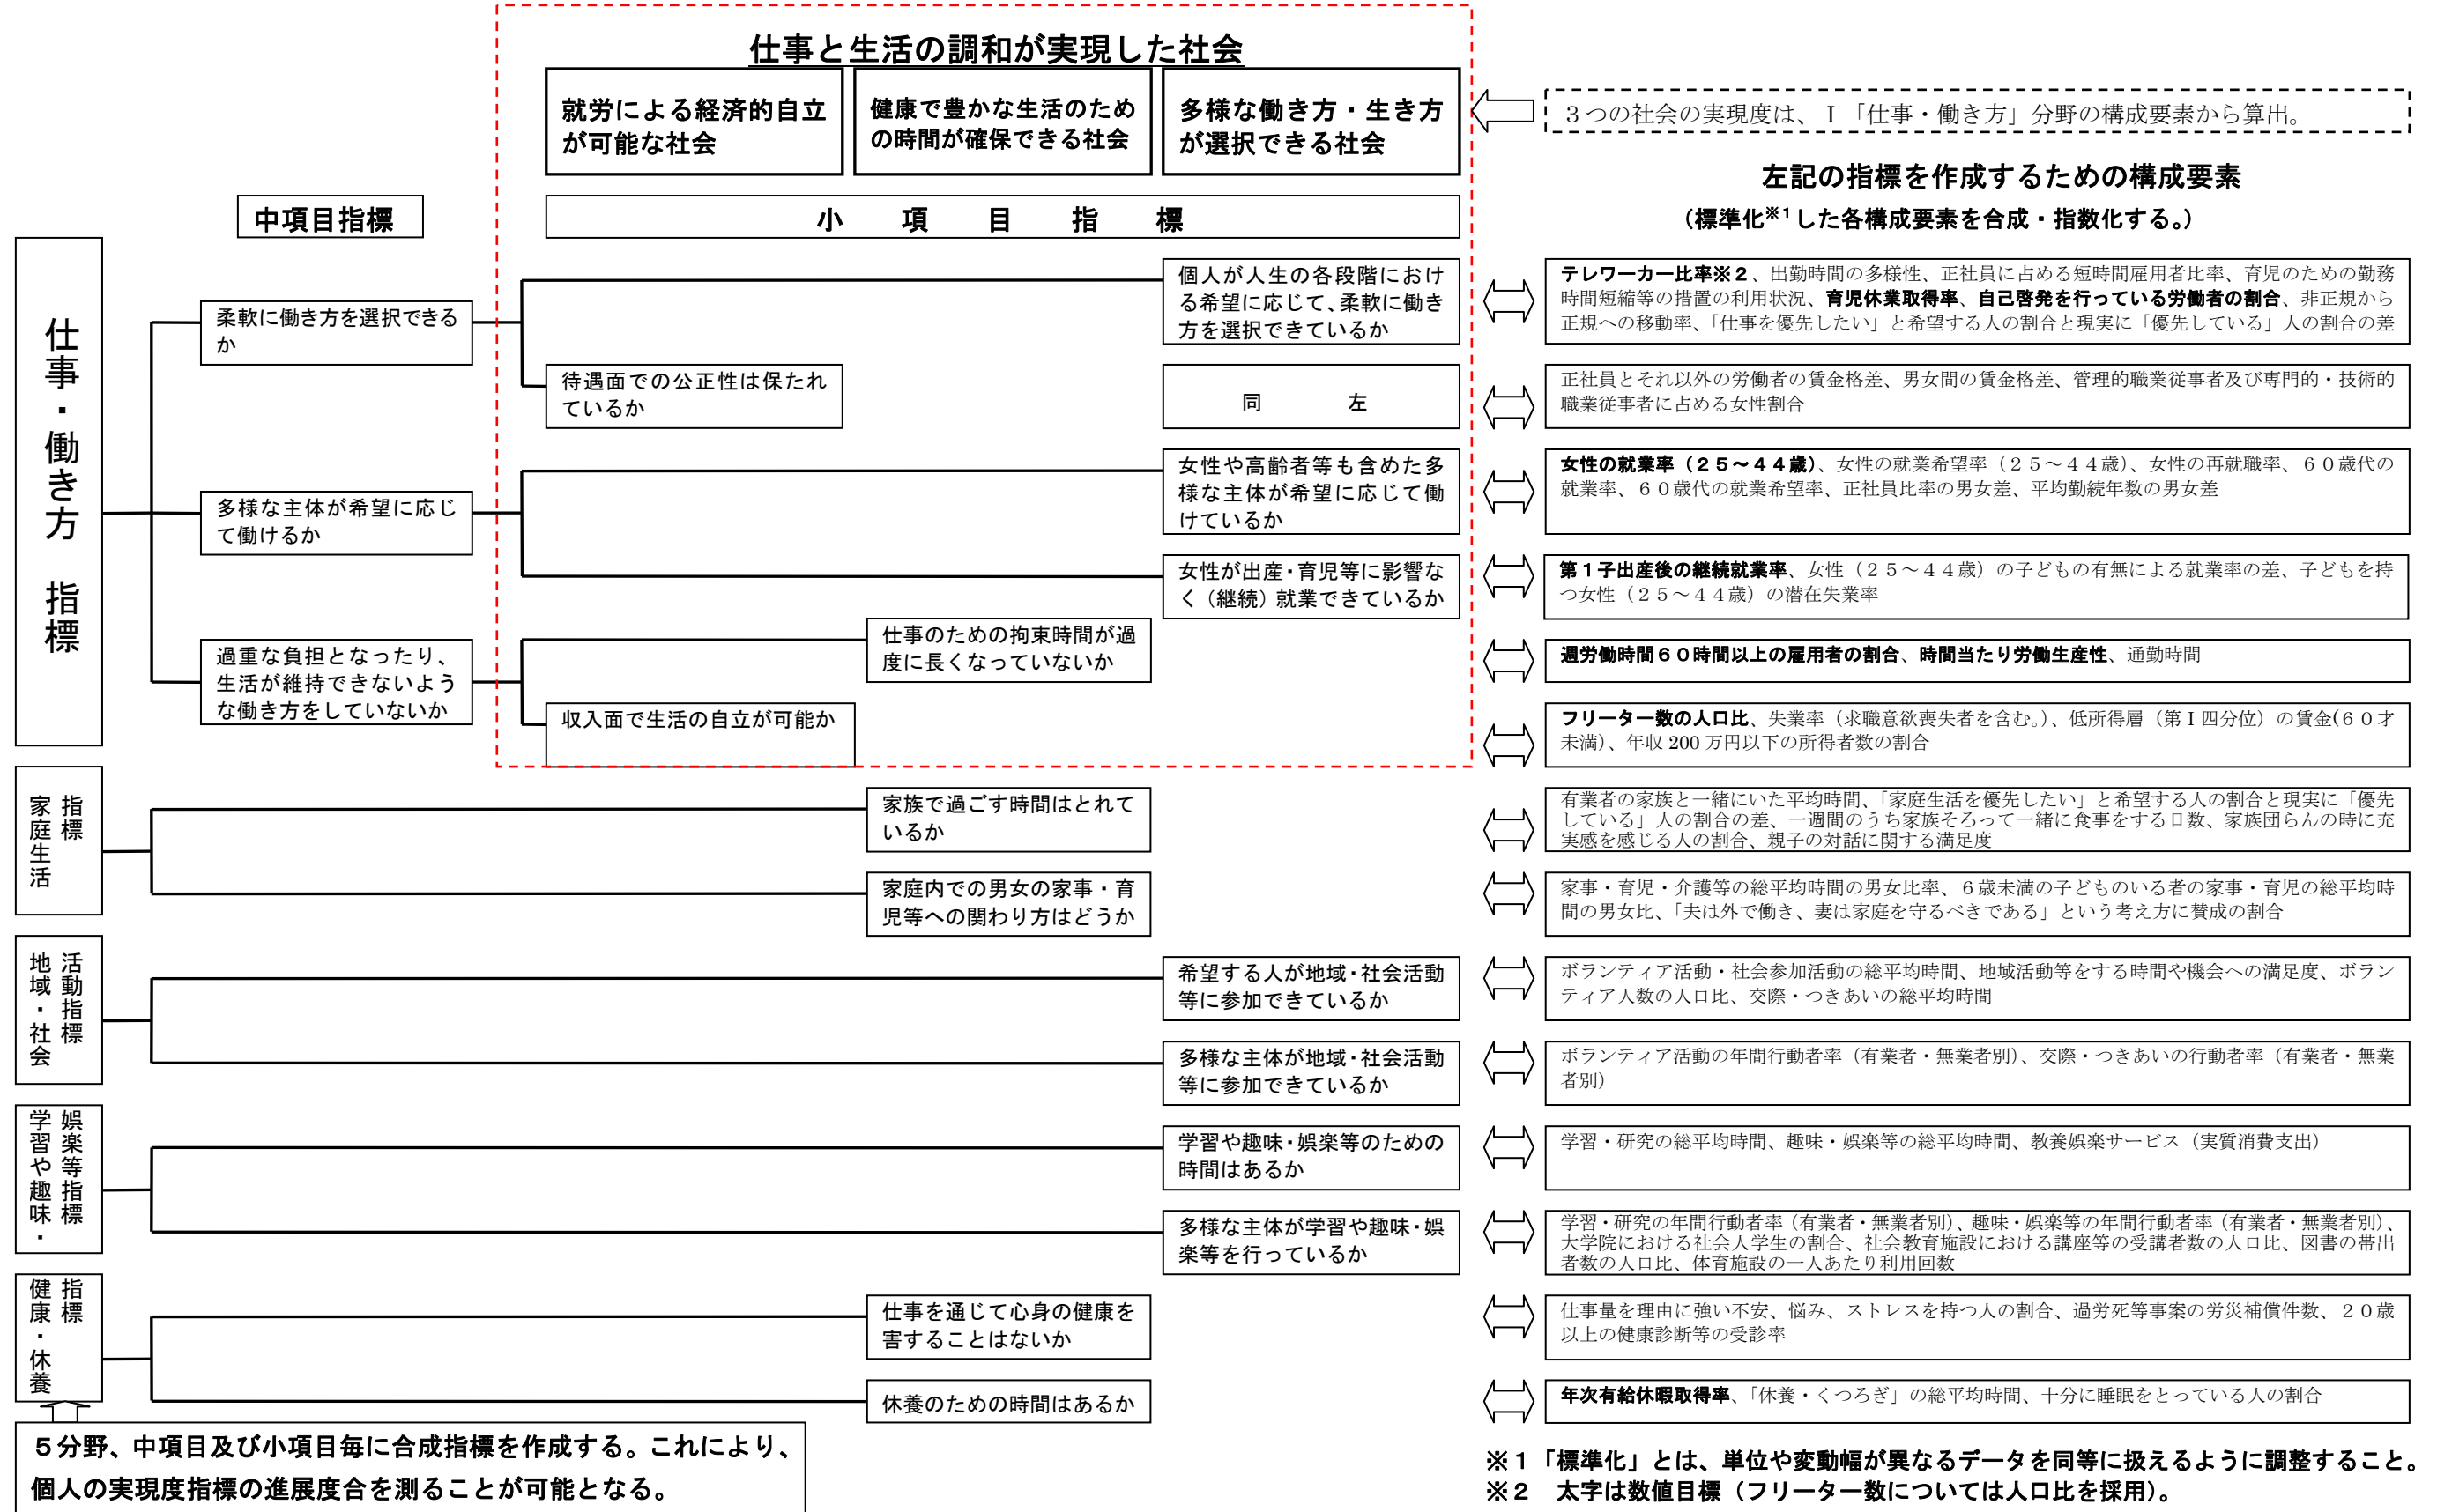 仕事と生活の調和が実現した社会
就労による経済的自立
が可能な社会
健康で豊かな生活のため
の時間が確保できる社会
多様な働き方・生き方
が選択できる社会
３つの社会の実現度は、Ⅰ「仕事・働き方」分野の構成要素から算出。
左記の指標を作成するための構成要素
（標準化※１した各構成要素を合成・指数化する。）
中項目指標
小項目指標
仕事・働き方　指標
柔軟に働き方を選択できる
か
個人が人生の各段階におけ
る希望に応じて、柔軟に働き
方を選択できているか
テレワーカー比率※２、出勤時間の多様性、正社員に占める短時間雇用者比率、育児のための勤務
時間短縮等の措置の利用状況、育児休業取得率、自己啓発を行っている労働者の割合、非正規から
正規への移動率、「仕事を優先したい」と希望する人の割合と現実に「優先している」人の割合の差
待遇面での公正性は保たれ
ているか
同　　左
正社員とそれ以外の労働者の賃金格差、男女間の賃金格差、管理的職業従事者及び専門的・技術的
職業従事者に占める女性割合
多様な主体が希望に応じ
て働けるか
女性や高齢者等も含めた多
様な主体が希望に応じて働
けているか
女性の就業率（２５～４４歳）、女性の就業希望率（２５～４４歳）、女性の再就職率、６０歳代の
就業率、６０歳代の就業希望率、正社員比率の男女差、平均勤続年数の男女差
女性が出産・育児等に影響な
く（継続）就業できているか
第１子出産後の継続就業率、女性（２５～４４歳）の子どもの有無による就業率の差、子どもを持
つ女性（２５～４４歳）の潜在失業率
過重な負担となったり、
生活が維持できないよう
な働き方をしていないか
仕事のための拘束時間が過
度に長くなっていないか
週労働時間６０時間以上の雇用者の割合、時間当たり労働生産性、通勤時間
収入面で生活の自立が可能か
フリーター数の人口比、失業率（求職意欲喪失者を含む。）、低所得層（第Ⅰ四分位）の賃金(６０才
未満)、年収 200 万円以下の所得者数の割合
家庭生活
指標
家族で過ごす時間はとれて
いるか
有業者の家族と一緒にいた平均時間、「家庭生活を優先したい」と希望する人の割合と現実に「優先
している」人の割合の差、一週間のうち家族そろって一緒に食事をする日数、家族団らんの時に充
実感を感じる人の割合、親子の対話に関する満足度
家庭内での男女の家事・育
児等への関わり方はどうか
家事・育児・介護等の総平均時間の男女比率、６歳未満の子どものいる者の家事・育児の総平均時
間の男女比、「夫は外で働き、妻は家庭を守るべきである」という考え方に賛成の割合
地域・社会
活動指標
希望する人が地域・社会活動
等に参加できているか
ボランティア活動・社会参加活動の総平均時間、地域活動等をする時間や機会への満足度、ボラン
ティア人数の人口比、交際・つきあいの総平均時間
多様な主体が地域・社会活動
等に参加できているか
ボランティア活動の年間行動者率（有業者・無業者別）、交際・つきあいの行動者率（有業者・無業
者別）
学習や趣味・
娯楽等指標
学習や趣味・娯楽等のための
時間はあるか
学習・研究の総平均時間、趣味・娯楽等の総平均時間、教養娯楽サービス（実質消費支出）
多様な主体が学習や趣味・娯
楽等を行っているか
学習・研究の年間行動者率（有業者・無業者別）、趣味・娯楽等の年間行動者率（有業者・無業者別）、
大学院における社会人学生の割合、社会教育施設における講座等の受講者数の人口比、図書の帯出
者数の人口比、体育施設の一人あたり利用回数
健康・休養
指標
仕事を通じて心身の健康を
害することはないか
仕事量を理由に強い不安、悩み、ストレスを持つ人の割合、過労死等事案の労災補償件数、２０歳
以上の健康診断等の受診率
休養のための時間はあるか
年次有給休暇取得率、「休養・くつろぎ」の総平均時間、十分に睡眠をとっている人の割合
５分野、中項目及び小項目毎に合成指標を作成する。これにより、
個人の実現度指標の進展度合を測ることが可能となる。
※１「標準化」とは、単位や変動幅が異なるデータを同等に扱えるように調整すること。
※２　太字は数値目標（フリーター数については人口比を採用）。